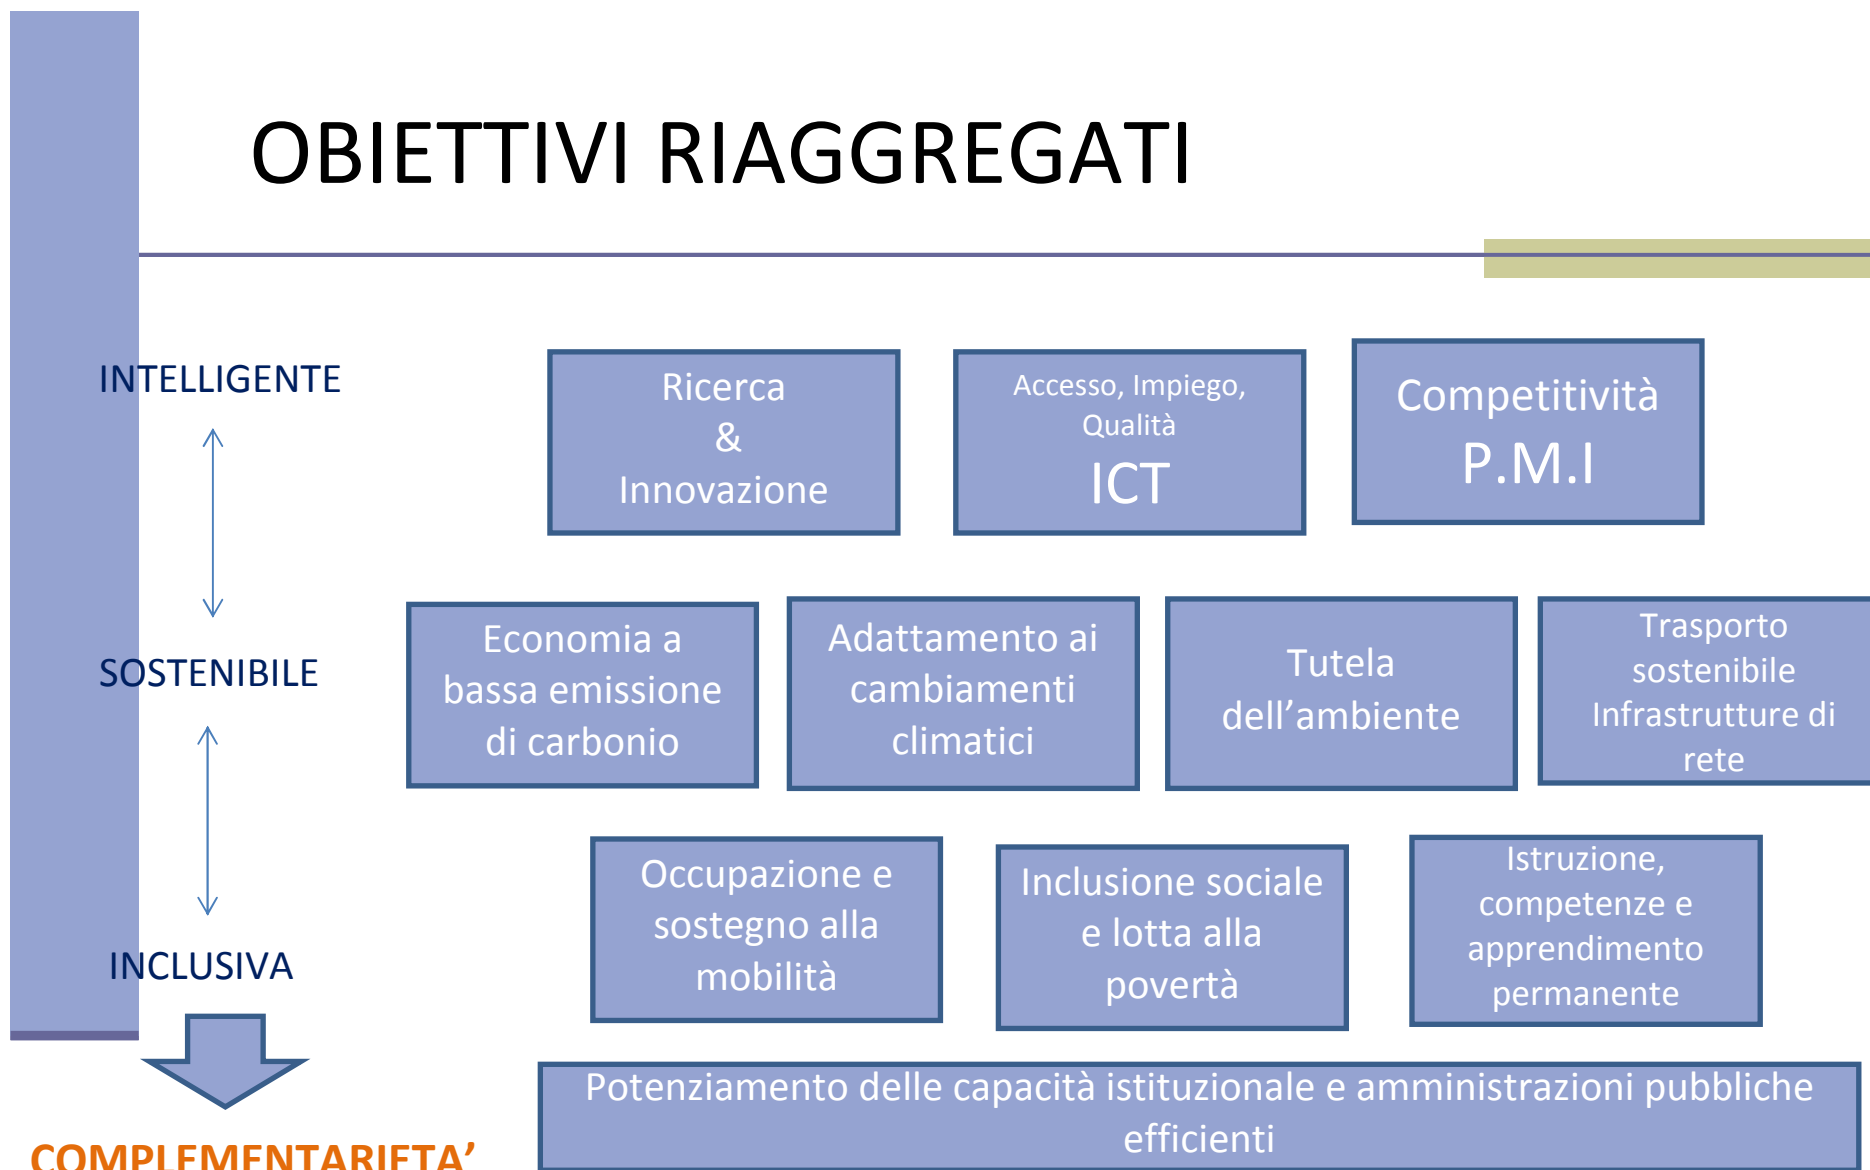 OBIETTIVI RIAGGREGATI
INTELLIGENTE
Ricerca
&
Innovazione
Accesso, Impiego,
Qualità
ICT
Competitività
P.M.I
SOSTENIBILE
Economia a
bassa emissione
di carbonio
Adattamento ai
cambiamenti
climatici
Tutela
dell’ambiente
Trasporto
sostenibile
Infrastrutture di
rete
INCLUSIVA
Occupazione e
sostegno alla
mobilità
Inclusione sociale
e lotta alla
povertà
Istruzione,
competenze e
apprendimento
permanente
Potenziamento delle capacità istituzionale e amministrazioni pubbliche
efficienti
COMPLEMENTARIETA’